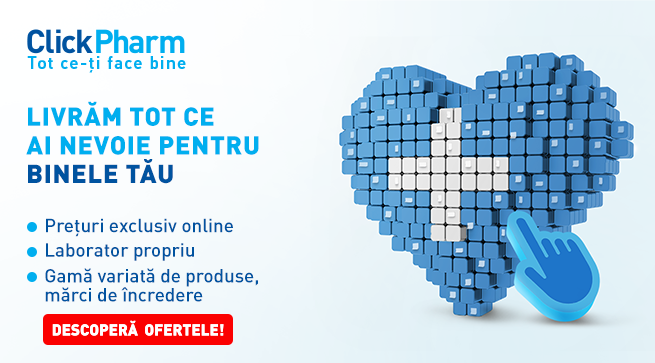 ClickPharm
Tot ce-ți face bine
LIVRĂM TOT CE
AI NEVOIE PENTRU
BINELE TĂU
Prețuri exclusiv online
Laborator propriu
Gamă variată de produse,
mărci de încredere
DESCOPERĂ OFERTELE!